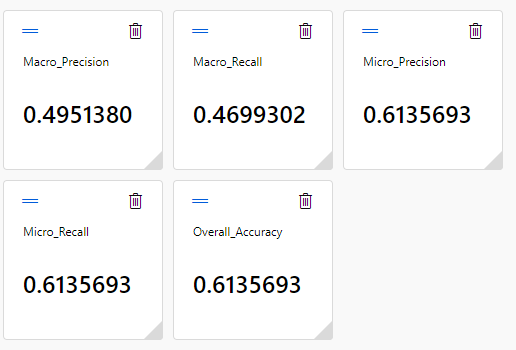 Macro_Precision
0.4951380
Macro_Recall
0.4699302
Micro_Precision
0.6135693
Micro_Recall
0.6135693
Overall_Accuracy
0.6135693